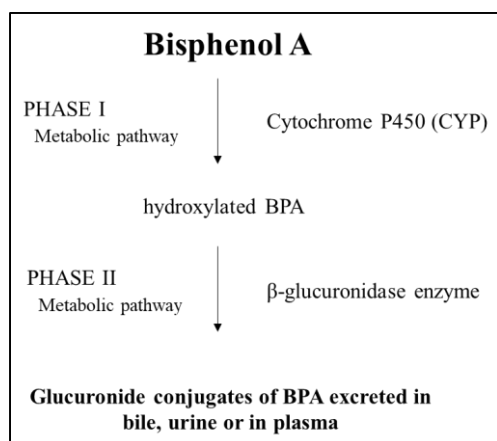 Bisphenol A
PHASE I
Metabolic pathway
Cytochrome P450 (CYP)
hydroxylated BPA
PHASE II
Metabolic pathway
β-glucuronidase enzyme
Glucuronide conjugates of BPA excreted in
bile, urine or in plasma